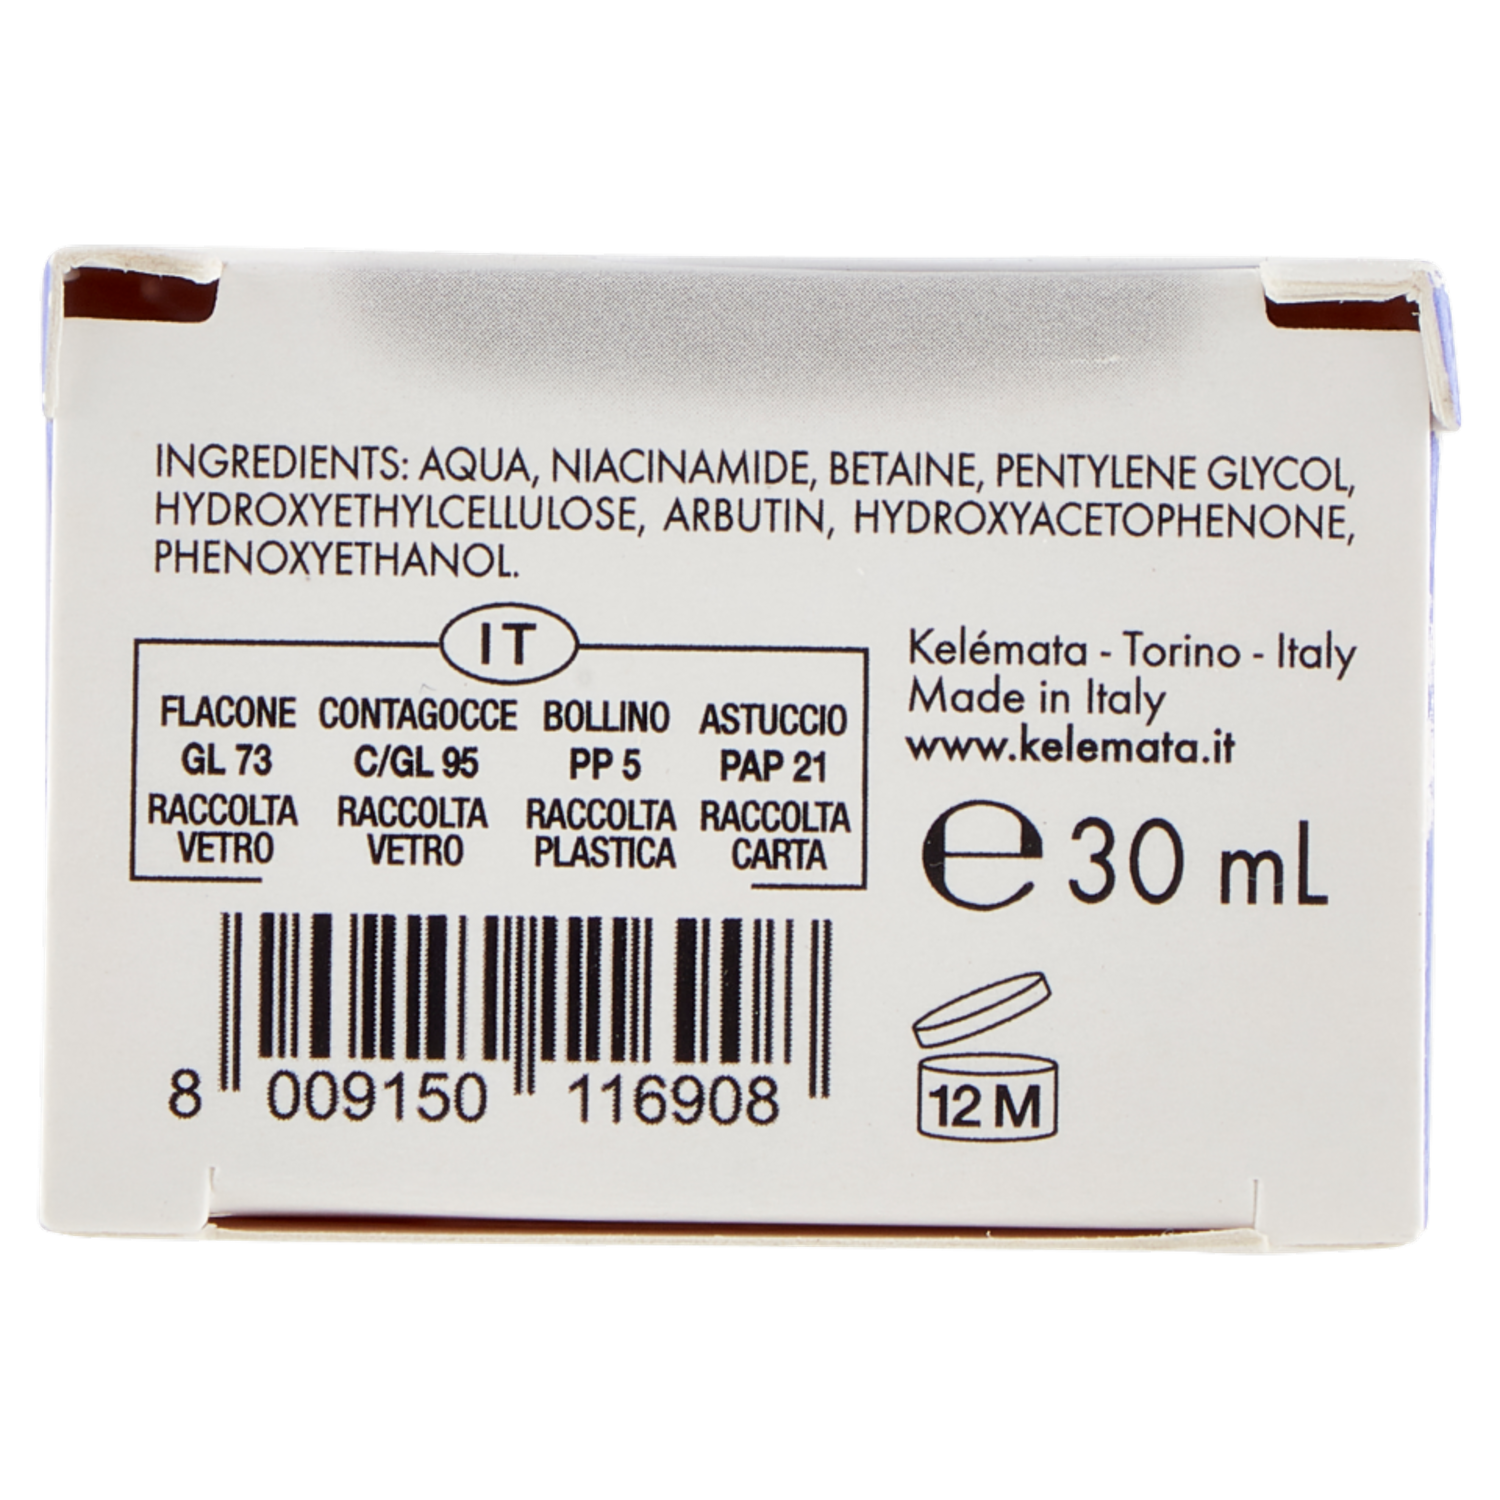 INGREDIENTS: AQUA, NIACINAMIDE, BETAINE, PENTYLENE GLYCOL,
HYDROXYETHYLCELLULOSE, ARBUTIN, HYDROXYACETOPHENONE,
PHENOXYETHANOL.
IT
FLACONE CONTAGOCCE BOLLINO ASTUCCIO
GL 73 C/GL 95 PP 5 PAP 21
RACCOLTA RACCOLTA RACCOLTA RACCOLTA
VETRO VETRO PLASTICA CARTA
Kelémata - Torino - Italy
Made in Italy
www.kelemata.it
℮ 30 mL
8 009150 116908
12 M